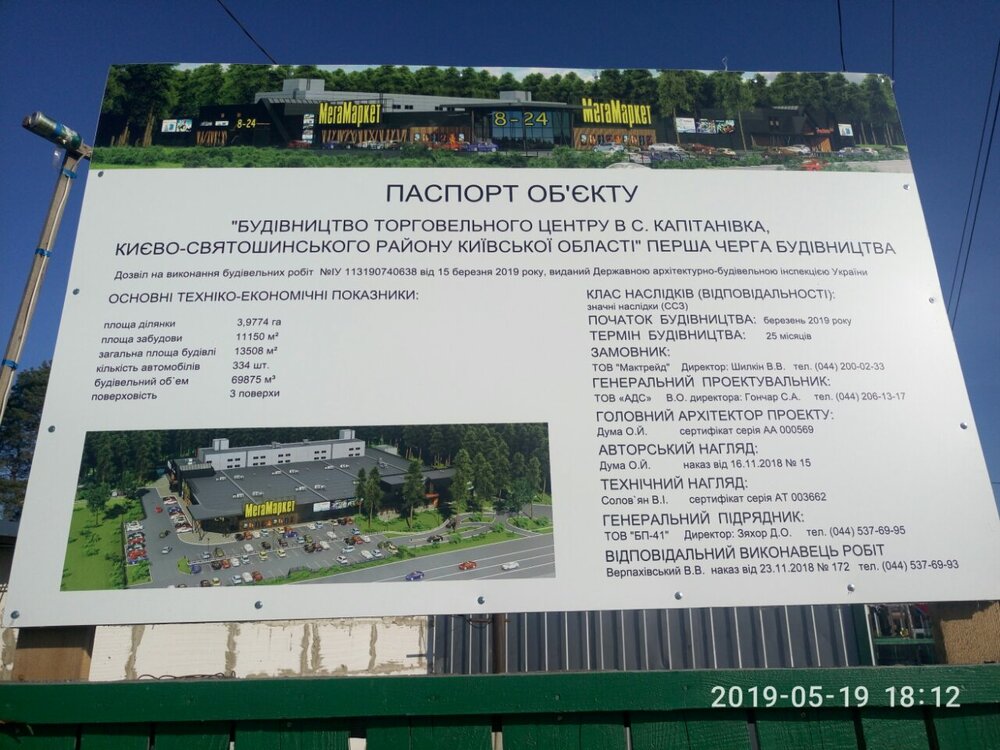 МегаМаркет
8-24
8-24
МегаМаркет
ПАСПОРТ ОБ'ЄКТУ
"БУДІВНИЦТВО ТОРГОВЕЛЬНОГО ЦЕНТРУ В С. КАПІТАНІВКА,
КИЄВО-СВЯТОШИНСЬКОГО РАЙОНУ КИЇВСЬКОЇ ОБЛАСТІ" ПЕРША ЧЕРГА БУДІВНИЦТВА
Дозвіл на виконання будівельних робіт №ІУ 113190740638 від 15 березня 2019 року, виданий Державною архітектурно-будівельною інспекцією України
ОСНОВНІ ТЕХНІКО-ЕКОНОМІЧНІ ПОКАЗНИКИ:
площа ділянки 3,9774 га
площа забудови 11150 м²
загальна площа будівлі 13508 м²
кількість автомобілів 334 шт.
будівельний об`єм 69875 м³
поверховість 3 поверхи
МегаМаркет
КЛАС НАСЛІДКІВ (ВІДПОВІДАЛЬНОСТІ):
значні наслідки (СС3)
ПОЧАТОК БУДІВНИЦТВА: березень 2019 року
ТЕРМІН БУДІВНИЦТВА: 25 місяців
ЗАМОВНИК:
ТОВ "Мактрейд" Директор: Шилкін В.В. тел. (044) 200-02-33
ГЕНЕРАЛЬНИЙ ПРОЕКТУВАЛЬНИК:
ТОВ «АДС» В.О. директора: Гончар С.А. тел. (044) 206-13-17
ГОЛОВНИЙ АРХІТЕКТОР ПРОЕКТУ:
Дума О.Й. сертифікат серія АА 000569
АВТОРСЬКИЙ НАГЛЯД:
Дума О.Й. наказ від 16.11.2018 № 15
ТЕХНІЧНИЙ НАГЛЯД:
Солов`ян В.І. сертифікат серія АТ 003662
ГЕНЕРАЛЬНИЙ ПІДРЯДНИК:
ТОВ "БП-41" Директор: Зяхор Д.О. тел. (044) 537-69-95
ВІДПОВІДАЛЬНИЙ ВИКОНАВЕЦЬ РОБІТ
Верпахівський В.В. наказ від 23.11.2018 № 172 тел. (044) 537-69-93
2019-05-19 18:12